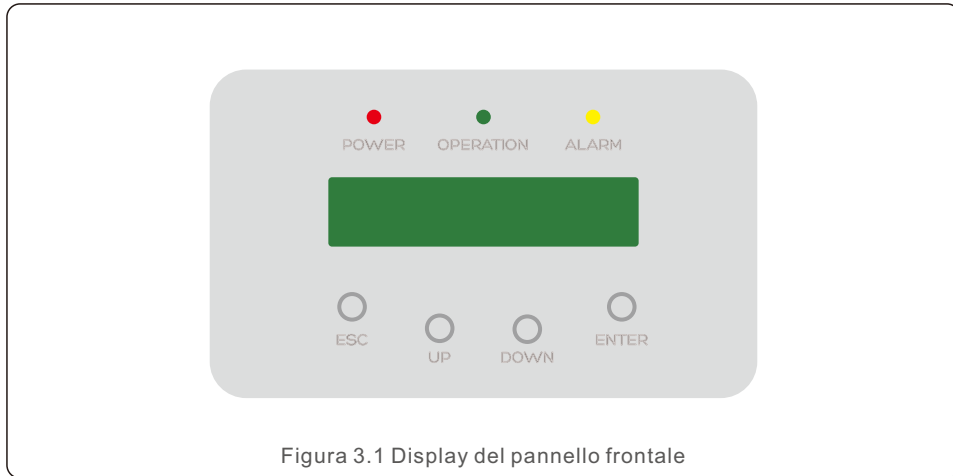 POWER OPERATION ALARM
ESC UP DOWN ENTER
Figura 3.1 Display del pannello frontale